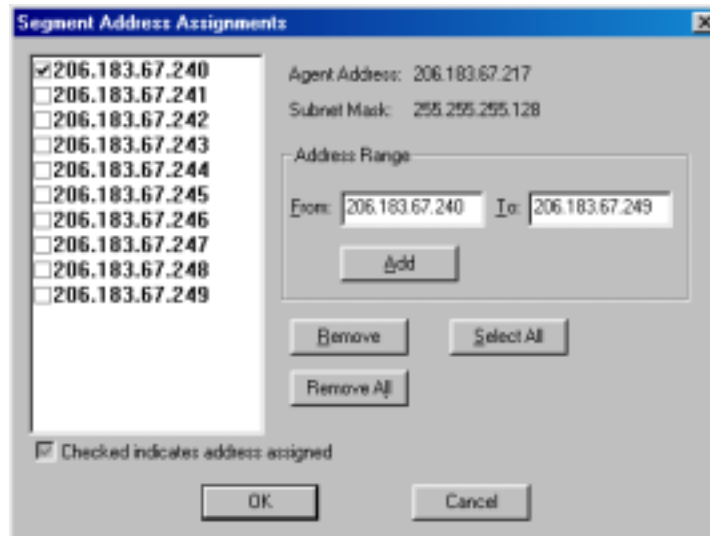 Segment Address Assignments
206.183.67.240
206.183.67.241
206.183.67.242
206.183.67.243
206.183.67.244
206.183.67.245
206.183.67.246
206.183.67.247
206.183.67.248
206.183.67.249
Checked indicates address assigned
Agent Address: 206.183.67.217
Subnet Mask: 255.255.255.128
Address Range
From: 206.183.67.240 To: 206.183.67.249
Add
Remove Select All
Remove All
OK Cancel